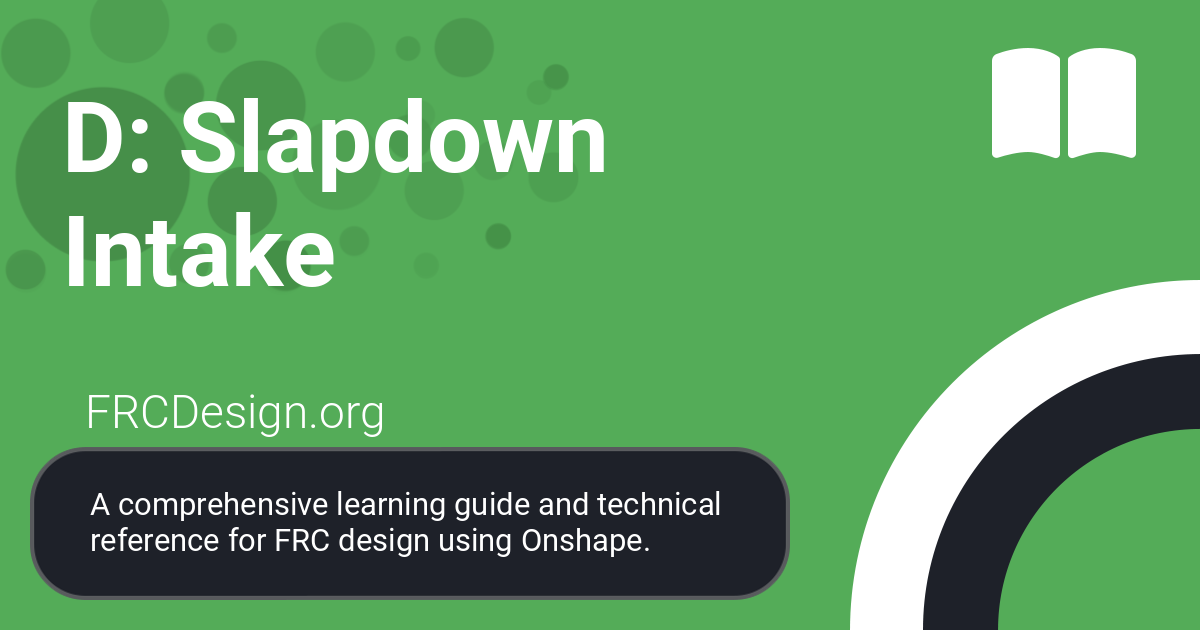 D: Slapdown
Intake
FRCDesign.org
A comprehensive learning guide and technical
reference for FRC design using Onshape.